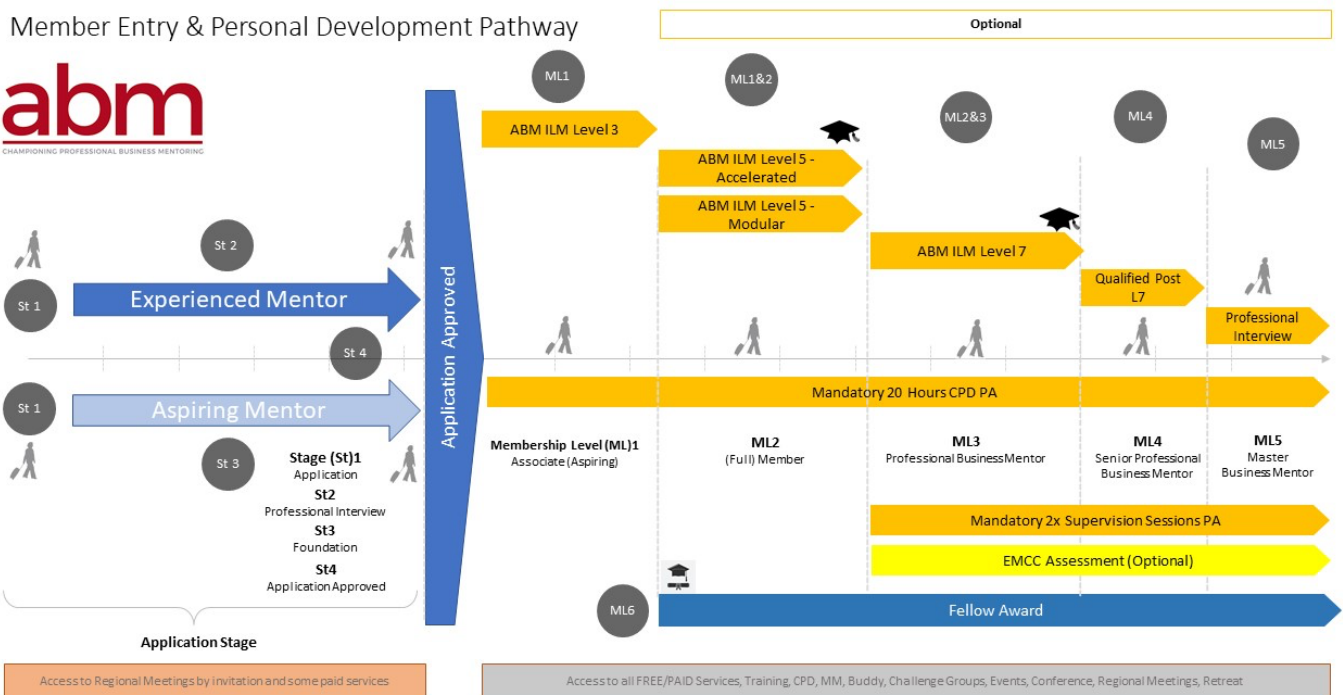 Member Entry & Personal Development Pathway
Optional
abm
CHAMPIONING PROFESSIONAL BUSINESS MENTORING
ML1
ML1&2
ML2&3
ML4
ML5
ABM ILM Level 3
ABM ILM Level 5 -
Accelerated
ABM ILM Level 5 -
Modular
ABM ILM Level 7
Qualified Post
L7
Professional
Interview
St 2
St 1
Experienced Mentor
St 4
St 1
Aspiring Mentor
St 3
Application Approved
Mandatory 20 Hours CPD PA
Stage (St)1
Application
St2
Professional Interview
St3
Foundation
St4
Application Approved
Application Stage
Membership Level (ML)1
Associate (Aspiring)
ML2
(Full) Member
ML3
Professional BusinessMentor
ML4
Senior Professional
Business Mentor
ML5
Master
Business Mentor
Mandatory 2x Supervision Sessions PA
EMCC Assessment (Optional)
ML6
Fellow Award
Access to Regional Meetings by invitation and some paid services
Access to all FREE/PAID Services, Training, CPD, MM, Buddy, Challenge Groups, Events, Conference, Regional Meetings, Retreat